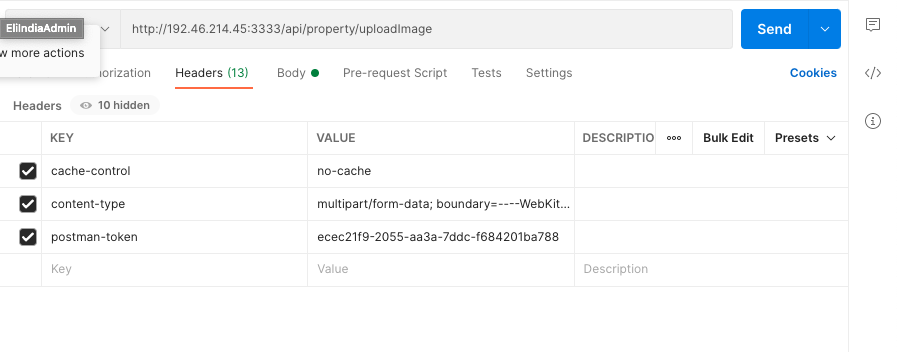 EliIndiaAdmin
http://192.46.214.45:3333/api/property/uploadImage
Send
w more actions
norization Headers (13) Body Pre-request Script Tests Settings Cookies
Headers 10 hidden
KEY VALUE DESCRIPTIO ooo Bulk Edit Presets
cache-control no-cache
content-type multipart/form-data; boundary=----WebKit...
postman-token ecec21f9-2055-aa3a-7ddc-f684201ba788
Key Value Description